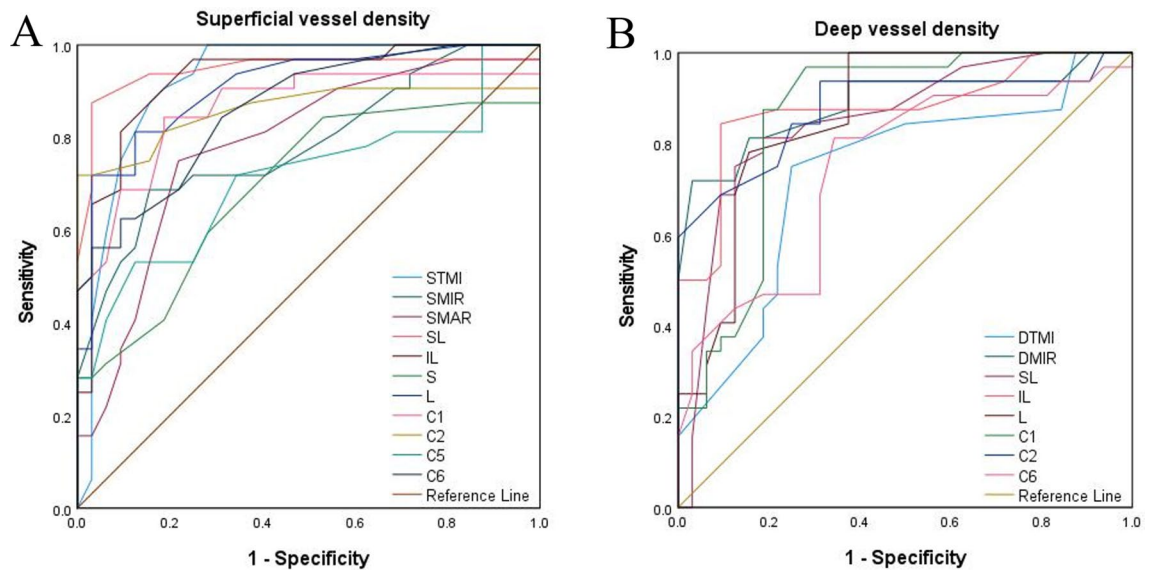 A
Superficial vessel density
1.0
0.8
0.6
0.4
0.2
0.0
Sensitivity
STMI
SMIR
SMAR
SL
IL
S
L
C1
C2
C5
C6
Reference Line
0.0 0.2 0.4 0.6 0.8 1.0
1 - Specificity
B
Deep vessel density
1.0
0.8
0.6
0.4
0.2
0.0
Sensitivity
DTMI
DMIR
SL
IL
L
C1
C2
C6
Reference Line
0.0 0.2 0.4 0.6 0.8 1.0
1 - Specificity